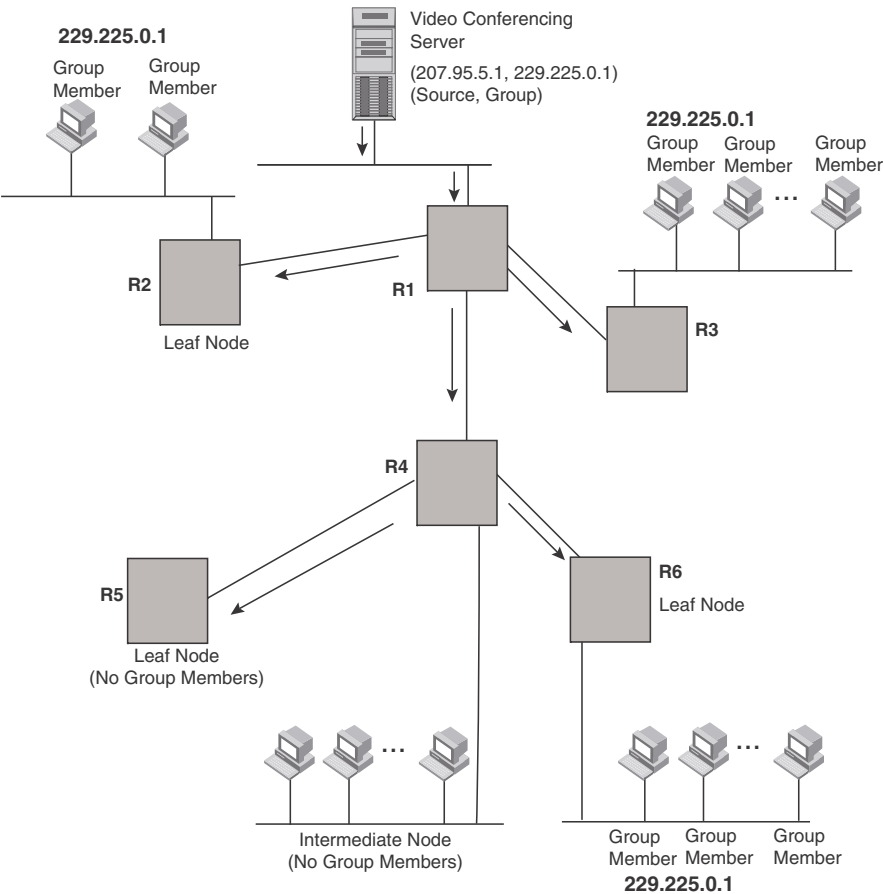 Video Conferencing
Server
(207.95.5.1, 229.225.0.1)
(Source, Group)
229.225.0.1
Group
Member
Group
Member
229.225.0.1
Group
Member
Group
Member
Group
Member
...
R2
Leaf Node
R1
R3
R4
R5
Leaf Node
(No Group Members)
R6
Leaf Node
...
Intermediate Node
(No Group Members)
...
Group
Member
Group
Member
Group
Member
229.225.0.1